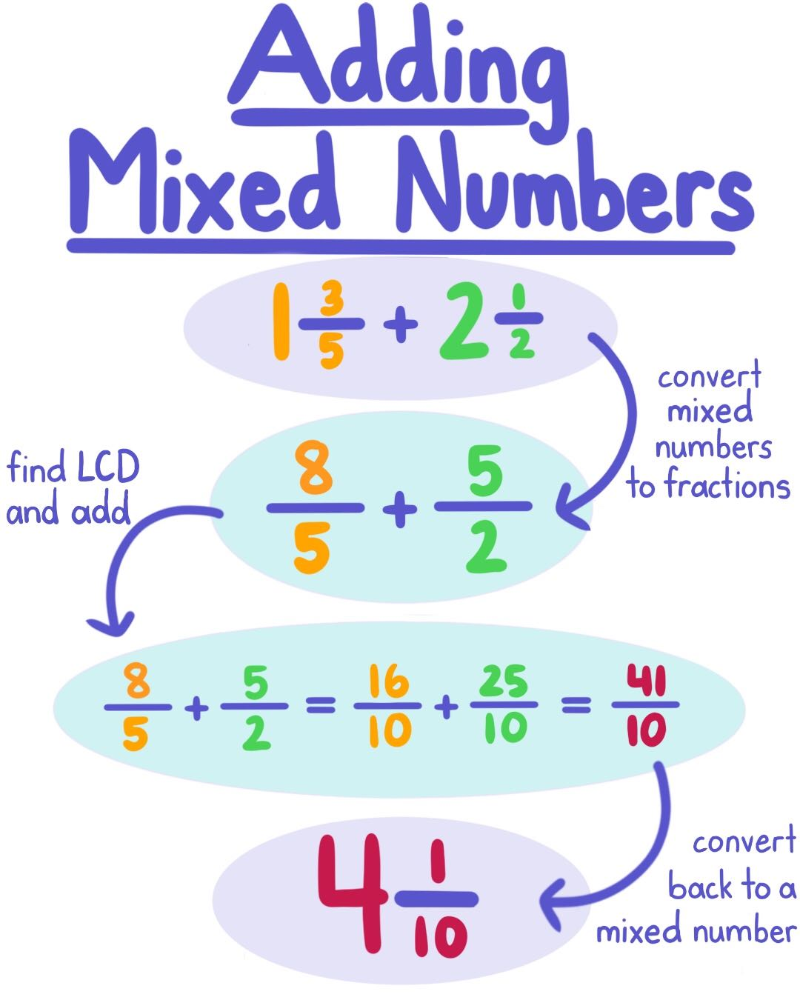 Adding
Mixed Numbers
1 3/5 + 2 1/2
convert
mixed
numbers
to fractions
8/5 + 5/2
find LCD
and add
8/5 + 5/2 = 16/10 + 25/10 = 41/10
convert
back to a
mixed number
4 1/10